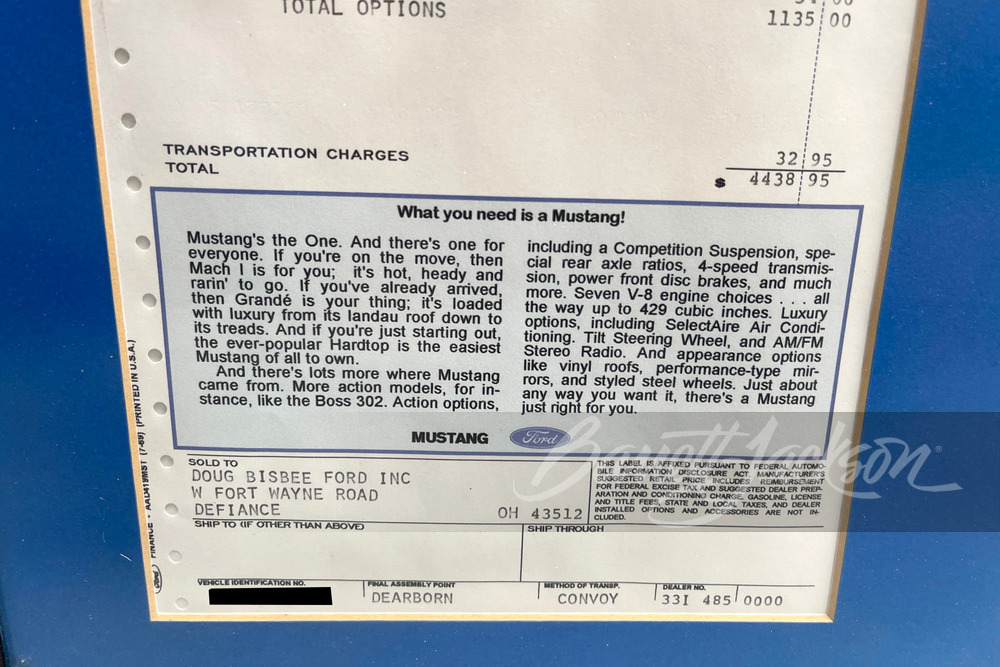 TOTAL OPTIONS
1135 00
TRANSPORTATION CHARGES 32 95
TOTAL $ 4438 95
What you need is a Mustang!
Mustang's the One. And there's one for
everyone. If you're on the move, then
Mach I is for you; it's hot, heady and
rarin' to go. If you've already arrived,
then Grandé is your thing; it's loaded
with luxury from its landau roof down to
its treads. And if you're just starting out,
the ever-popular Hardtop is the easiest
Mustang of all to own.
And there's lots more where Mustang
came from. More action models, for in-
stance, like the Boss 302. Action options,
including a Competition Suspension, spe-
cial rear axle ratios, 4-speed transmis-
sion, power front disc brakes, and much
more. Seven V-8 engine choices . . . all
the way up to 429 cubic inches. Luxury
options, including SelectAire Air Condi-
tioning. Tilt Steering Wheel, and AM/FM
Stereo Radio. And appearance options
like vinyl roofs, performance-type mir-
rors, and styled steel wheels. Just about
any way you want it, there's a Mustang
just right for you.
MUSTANG Ford
Barrett-Jackson
SOLD TO
DOUG BISBEE FORD INC
W FORT WAYNE ROAD
DEFIANCE OH 43512
THIS LABEL IS AFFIXED PURSUANT TO FEDERAL AUTOMO-
BILE INFORMATION DISCLOSURE ACT. MANUFACTURER'S
SUGGESTED RETAIL PRICE INCLUDES REIMBURSEMENT
FOR FEDERAL EXCISE TAX AND SUGGESTED DEALER PREP-
ARATION AND CONDITIONING CHARGE, GASOLINE, LICENSE
AND TITLE FEES, STATE AND LOCAL TAXES, AND DEALER
INSTALLED OPTIONS AND ACCESSORIES ARE NOT IN-
CLUDED.
SHIP TO (IF OTHER THAN ABOVE) SHIP THROUGH
VEHICLE IDENTIFICATION NO. FINAL ASSEMBLY POINT METHOD OF TRANSP. DEALER NO.
DEARBORN CONVOY 33I 485 0000
Ford FINANCE - AAD419MST (7-69) (PRINTED IN U.S.A.)